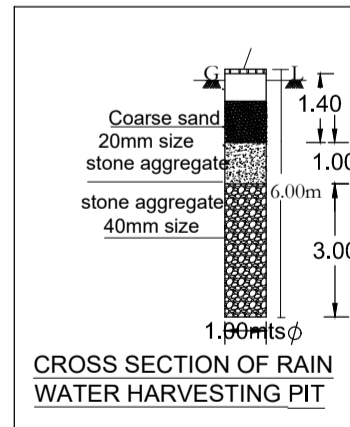 G L
1.40
Coarse sand
20mm size
stone aggregate
1.00
6.00m
stone aggregate
40mm size
3.00
1.00mtsϕ
CROSS SECTION OF RAIN
WATER HARVESTING PIT